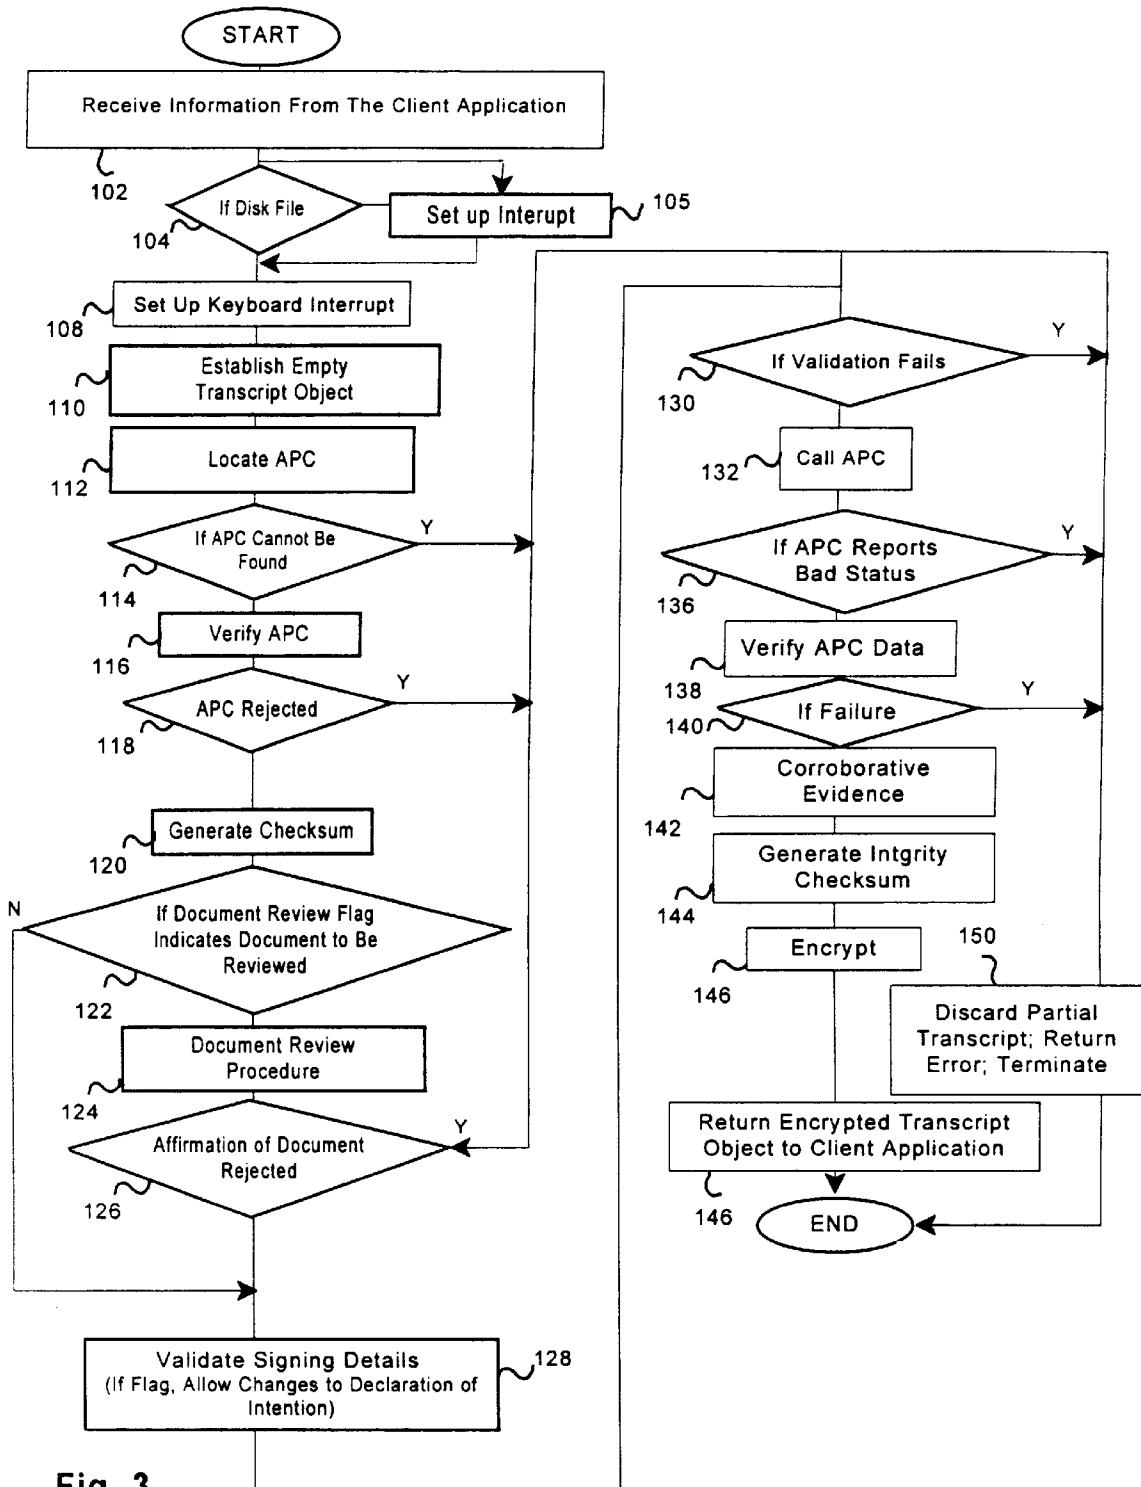 START
Receive Information From The Client Application
102
If Disk File
104
Set up Interupt
105
Set Up Keyboard Interrupt
108
Establish Empty
Transcript Object
110
Locate APC
112
If APC Cannot Be
Found
Y
114
Verify APC
116
APC Rejected
Y
118
Generate Checksum
120
N
If Document Review Flag
Indicates Document to Be
Reviewed
122
Document Review
Procedure
124
Affirmation of Document
Rejected
Y
126
Validate Signing Details
(If Flag, Allow Changes to Declaration of
Intention)
128
If Validation Fails
Y
130
Call APC
132
If APC Reports
Bad Status
Y
136
Verify APC Data
138
If Failure
Y
140
Corroborative
Evidence
142
Generate Intgrity
Checksum
144
Encrypt
146
150
Discard Partial
Transcript; Return
Error; Terminate
Return Encrypted Transcript
Object to Client Application
146
END
Fig. 3